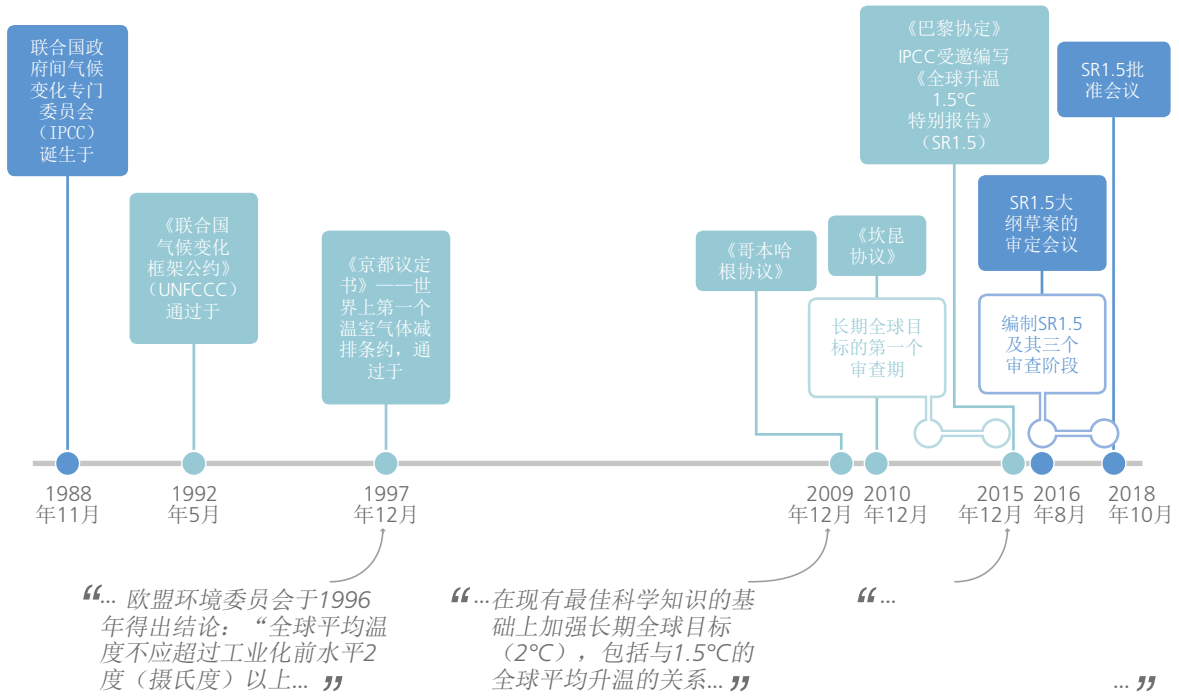 联合国政
府间气候
变化专门
委员会
（IPCC）
诞生于
《联合国
气候变化
框架公约》
（UNFCCC）
通过于
《京都议定
书》——世
界上第一个
温室气体减
排条约，通
过于
《哥本哈
根协议》
《坎昆
协议》
长期全球目
标的第一个
审查期
《巴黎协定》
IPCC受邀编写
《全球升温
1.5°C
特别报告》
（SR1.5）
SR1.5大
纲草案的
审定会议
编制SR1.5
及其三个
审查阶段
SR1.5批
准会议
1988
年11月
1992
年5月
1997
年12月
2009
年12月
2010
年12月
2015
年12月
2016
年8月
2018
年10月
“... 欧盟环境委员会于1996
年得出结论：“全球平均温
度不应超过工业化前水平2
度（摄氏度）以上... ”
“...在现有最佳科学知识的基
础上加强长期全球目标
（2°C），包括与1.5°C的
全球平均升温的关系... ”
“ ...
... ”